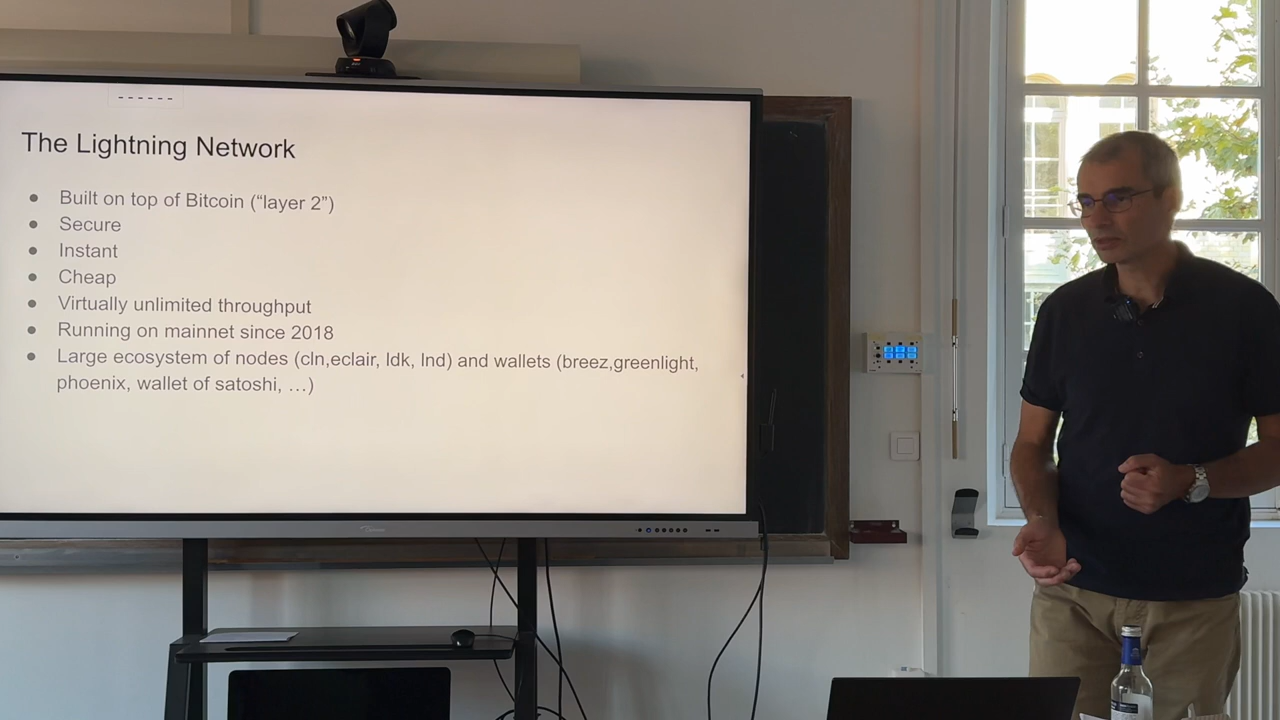 The Lightning Network
● Built on top of Bitcoin (“layer 2”)
● Secure
● Instant
● Cheap
● Virtually unlimited throughput
● Running on mainnet since 2018
● Large ecosystem of nodes (cln,eclair, ldk, lnd) and wallets (breez,greenlight,
phoenix, wallet of satoshi, …)